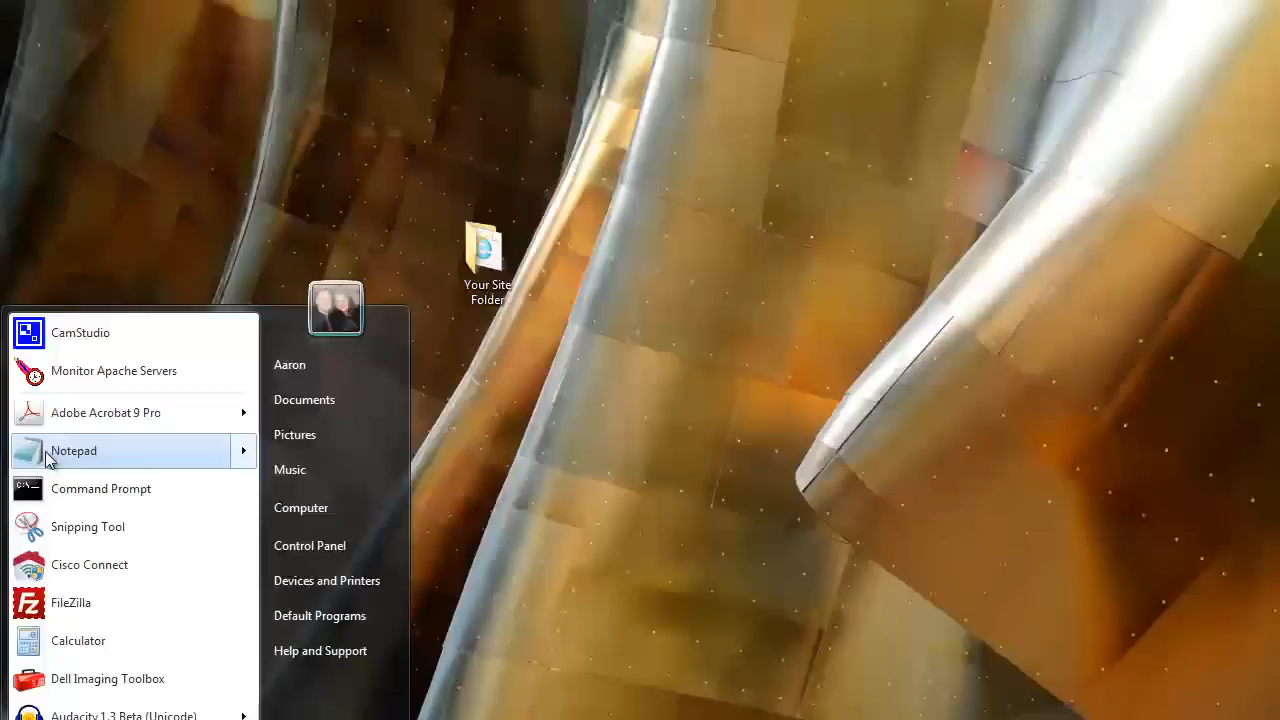 Your Site
Folder
CamStudio
Monitor Apache Servers
Adobe Acrobat 9 Pro
Notepad
Command Prompt
C:\
Snipping Tool
Cisco Connect
FileZilla
Fz
Calculator
Dell Imaging Toolbox
Audacity 1.3 Beta (Unicode)
Aaron
Documents
Pictures
Music
Computer
Control Panel
Devices and Printers
Default Programs
Help and Support